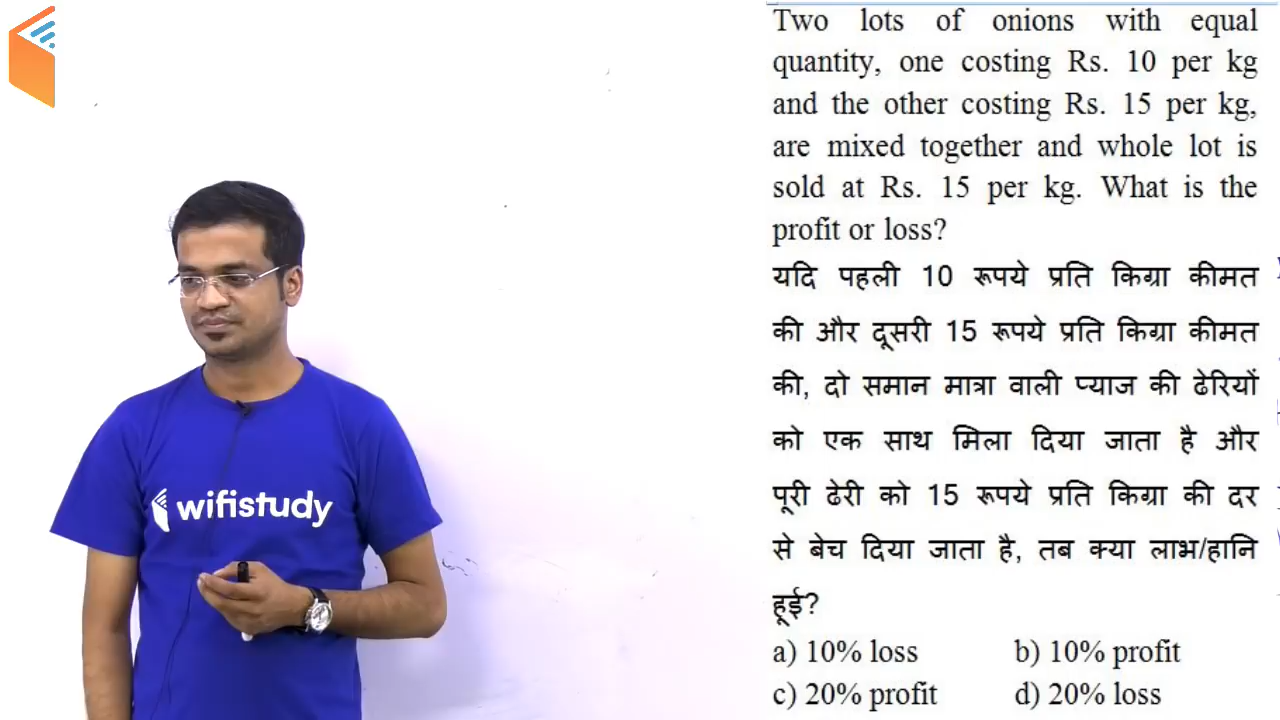 wifistudy
Two lots of onions with equal
quantity, one costing Rs. 10 per kg
and the other costing Rs. 15 per kg,
are mixed together and whole lot is
sold at Rs. 15 per kg. What is the
profit or loss?
यदि पहली 10 रूपये प्रति किग्रा कीमत
की और दूसरी 15 रूपये प्रति किग्रा कीमत
की, दो समान मात्रा वाली प्याज की ढेरियों
को एक साथ मिला दिया जाता है और
पूरी ढेरी को 15 रूपये प्रति किग्रा की दर
से बेच दिया जाता है, तब क्या लाभ/हानि
हूई?
a) 10% loss b) 10% profit
c) 20% profit d) 20% loss